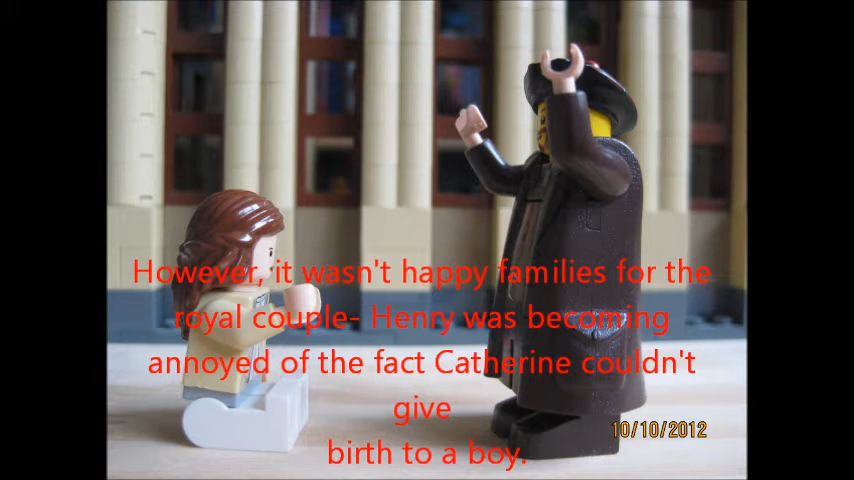 However, it wasn't happy families for the
royal couple- Henry was becoming
annoyed of the fact Catherine couldn't
give
birth to a boy.
10/10/2012